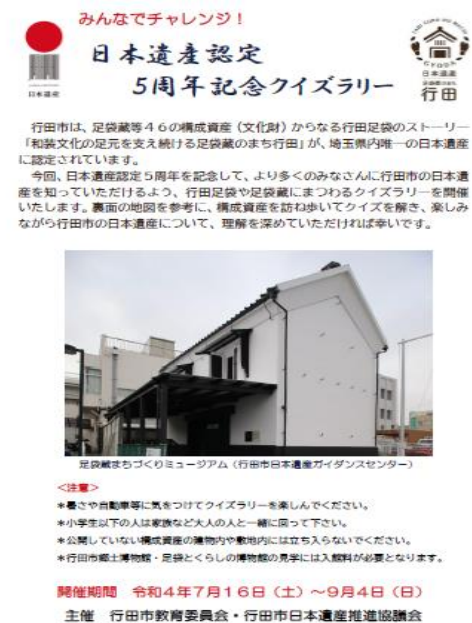 みんなでチャレンジ！
日本遺産認定
5周年記念クイズラリー
日本遺産
GYODA
日本遺産
行田
行田市は、足袋蔵等４６の構成資産（文化財）からなる行田足袋のストーリー
「和装文化の足元を支え続ける足袋蔵のまち行田」が、埼玉県内唯一の日本遺産
に認定されています。
今回、日本遺産認定５周年を記念して、より多くのみなさんに行田市の日本遺
産を知っていただけるよう、行田足袋や足袋蔵にまつわるクイズラリーを開催
いたします。裏面の地図を参考に、構成資産を訪ね歩いてクイズを解き、楽しみ
ながら行田市の日本遺産について、理解を深めていただければ幸いです。
足袋蔵まちづくりミュージアム（行田市日本遺産ガイダンスセンター）
＜注意＞
＊暑さや自動車等に気をつけてクイズラリーを楽しんでください。
＊小学生以下の人は家族など大人の人と一緒に回って下さい。
＊公開していない構成資産の建物内や敷地内には立ち入らないでください。
＊行田市郷土博物館・足袋とくらしの博物館の見学には入館料が必要となります。
開催期間　令和４年７月１６日（土）～９月４日（日）
主催　行田市教育委員会・行田市日本遺産推進協議会